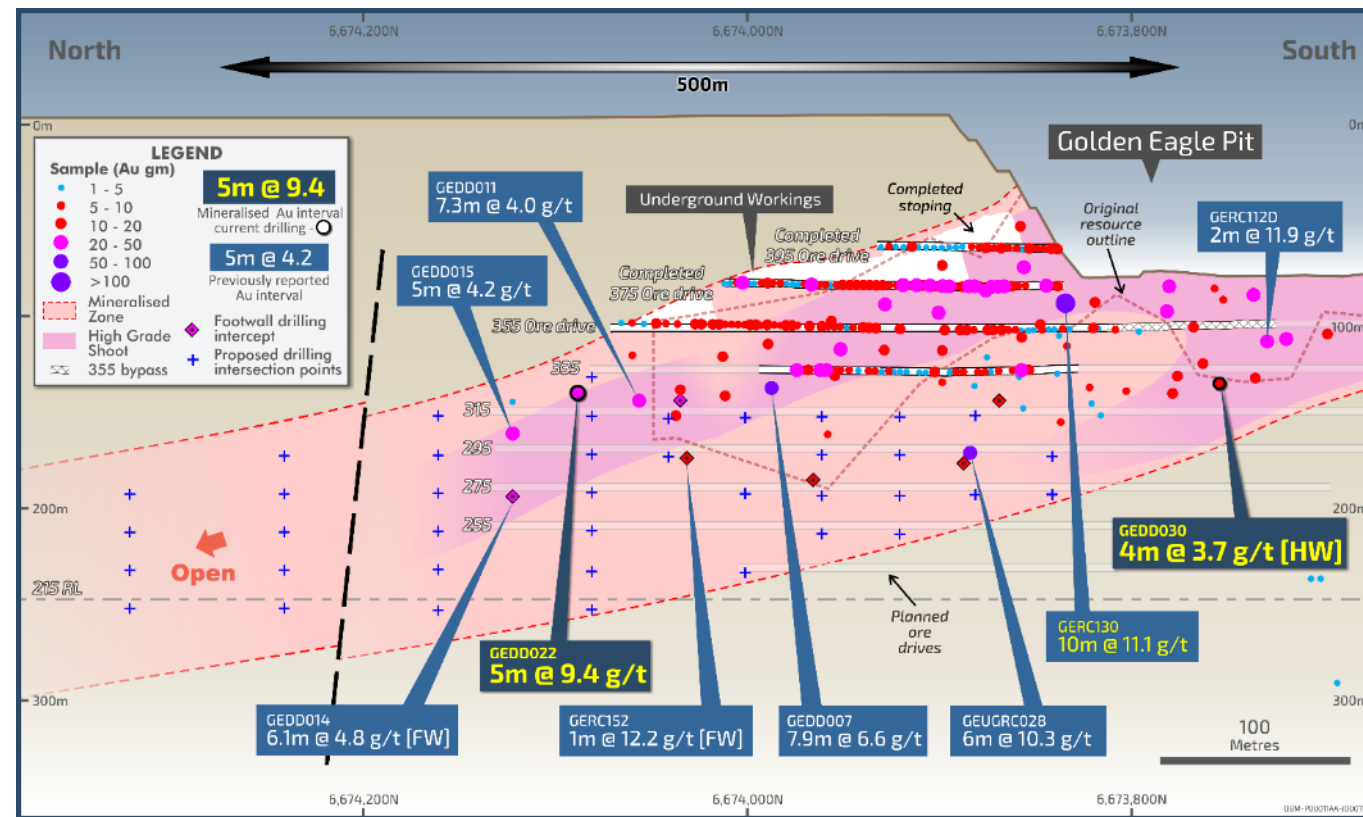 6,674,200N
6,674,000N
6,673,800N
North
South
500m
0m
0m
Golden Eagle Pit
LEGEND
Sample (Au gm)
1 - 5
5 - 10
10 - 20
20 - 50
50 - 100
>100
Mineralised
Zone
High Grade
Shoot
355 bypass
5m @ 9.4
Mineralised Au interval
current drilling -
5m @ 4.2
Previously reported
Au interval
Footwall drilling
intercept
Proposed drilling
intersection points
GEDD011
7.3m @ 4.0 g/t
Underground Workings
Completed
stoping
Original
resource
outline
GERC112D
2m @ 11.9 g/t
GEDD015
5m @ 4.2 g/t
Completed
395 Ore drive
Completed
375 Ore drive
355 Ore drive
100m
335
315
295
275
255
200m
200m
Open
215 RL
GEDD030
4m @ 3.7 g/t [HW]
Planned
ore
drives
GERC130
10m @ 11.1 g/t
GEDD022
5m @ 9.4 g/t
300m
300m
GEDD014
6.1m @ 4.8 g/t [FW]
GERC152
1m @ 12.2 g/t [FW]
GEDD007
7.9m @ 6.6 g/t
GEUGRC028
6m @ 10.3 g/t
100
Metres
6,674,200N
6,674,000N
6,673,800N